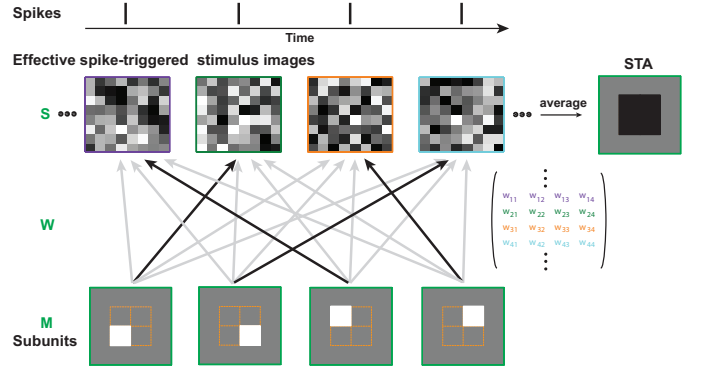 Spikes
Time
Effective spike-triggered stimulus images
STA
S
average
W
w11 w12 w13 w14
w21 w22 w23 w24
w31 w32 w33 w34
w41 w42 w43 w44
M
Subunits